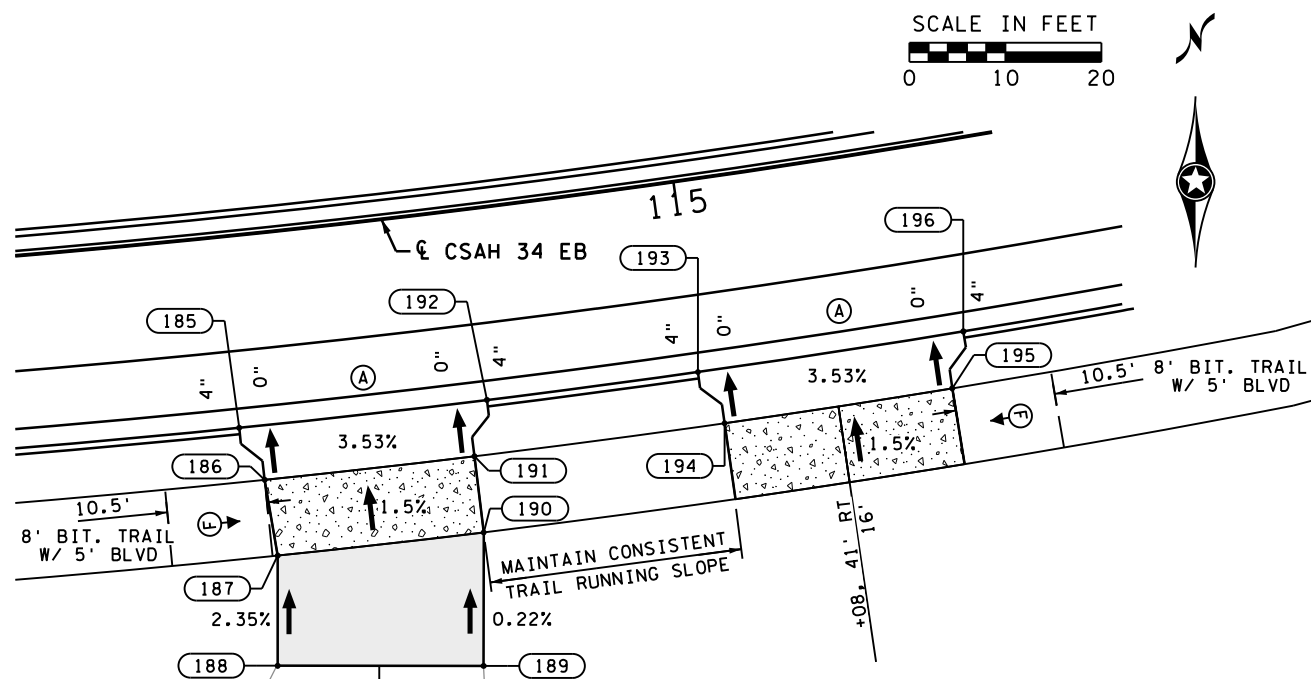 SCALE IN FEET
0 10 20
N
115
℄ CSAH 34 EB
196
193
192
185
4" 0" A 0" 4"
4" 0" A 0" 4"
195
10.5' 8' BIT. TRAIL
W/ 5' BLVD
3.53%
3.53%
F
186
191
194
1.5%
1.5%
10.5'
8' BIT. TRAIL
W/ 5' BLVD
F
190
187
MAINTAIN CONSISTENT
TRAIL RUNNING SLOPE
+08, 41' RT
16'
2.35%
0.22%
188
189